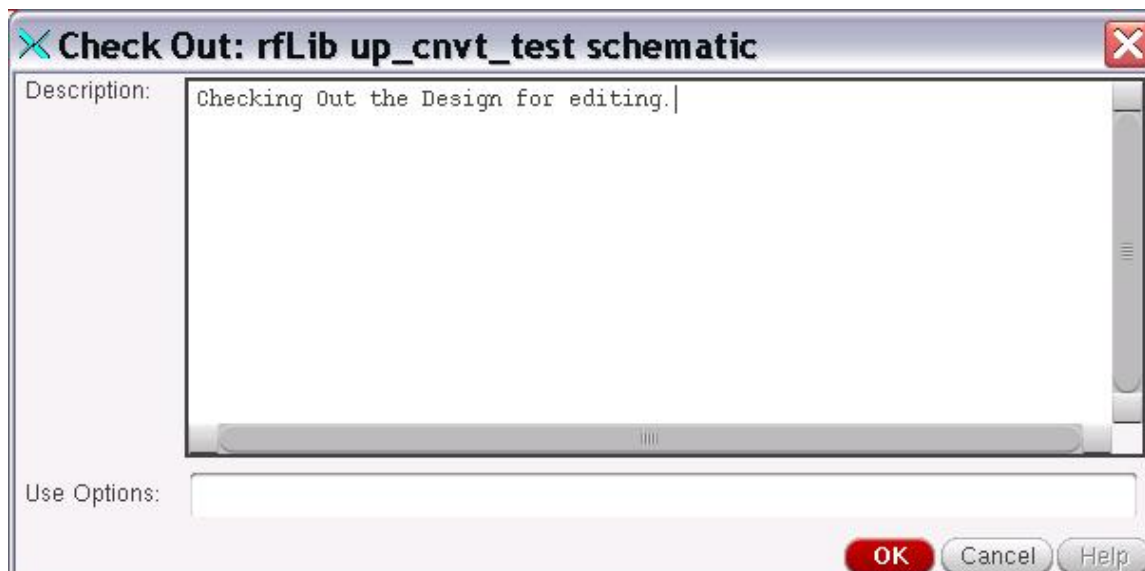 Check Out: rfLib up_cnvt_test schematic
Description:
Checking Out the Design for editing.
Use Options:
OK Cancel Help